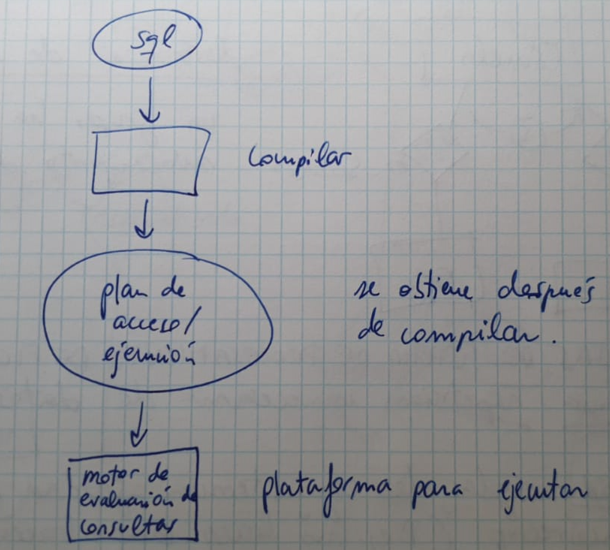 sql
compilar
plan de
acceso/
ejecución
se obtiene después
de compilar.
motor de
evaluación de
consultas
plataforma para ejecutar